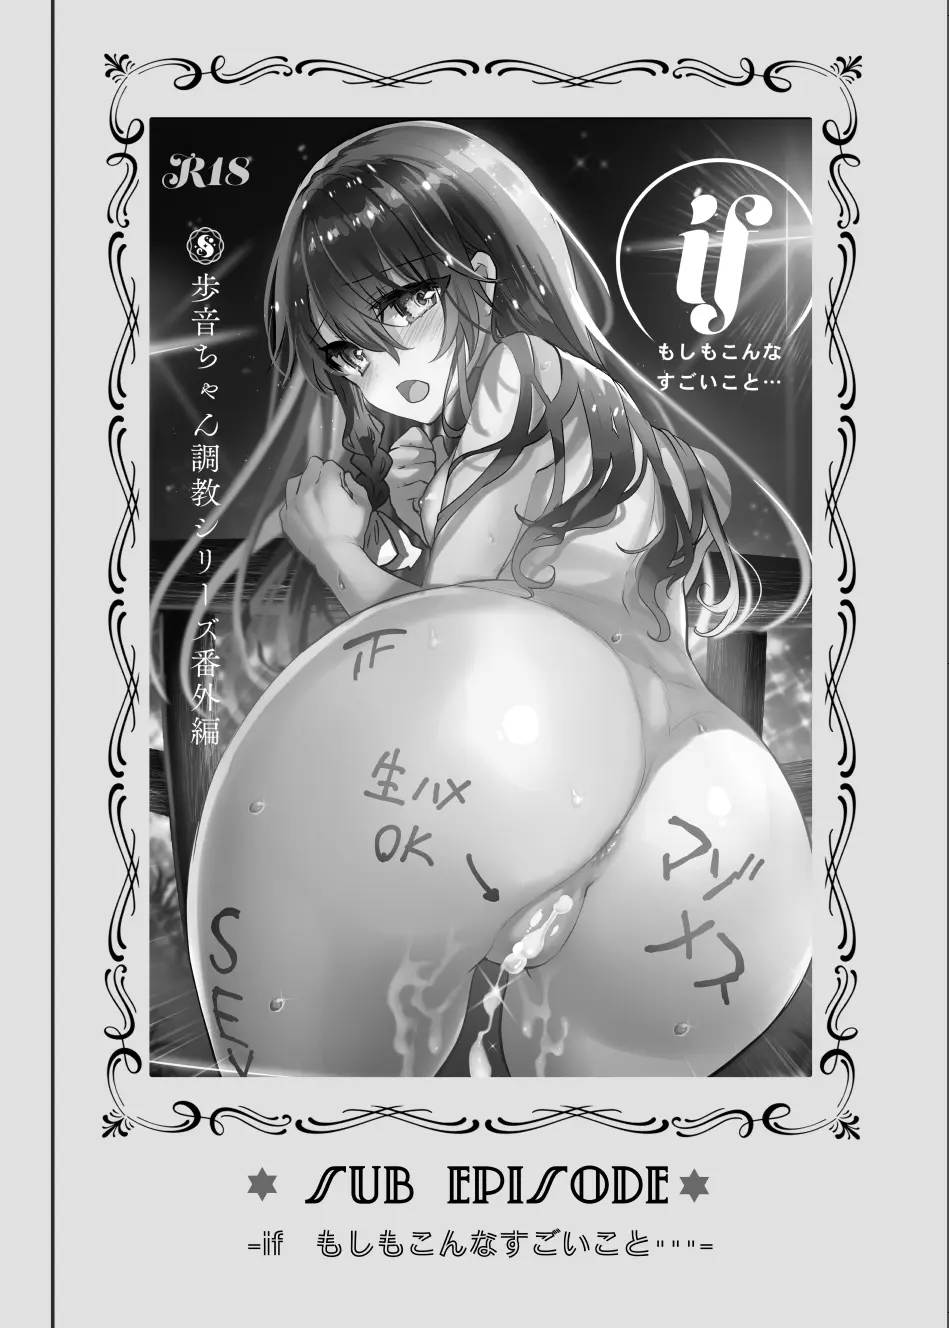 R18
歩音ちゃん調教シリーズ番外編
if
もしもこんな
すごいこと…
正
生ハメ
OK
マゾ
メス
SEX
SUB EPISODE
=if もしもこんなすごいこと･･･=